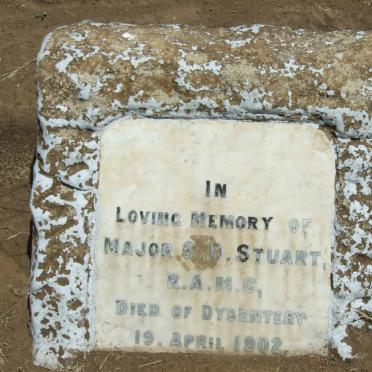 IN
LOVING MEMORY OF
MAJOR S. D. STUART,
R.A.M.C,
DIED OF DYSENTERY
19. APRIL 1902.